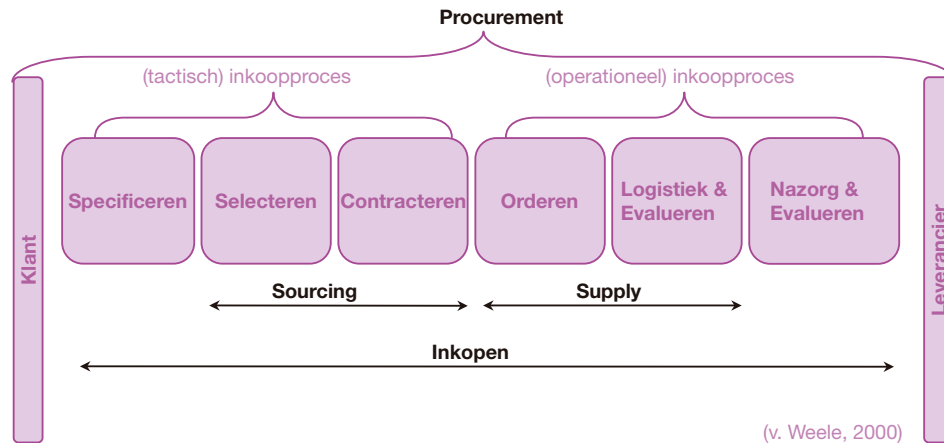 Procurement
(tactisch) inkoopproces
(operationeel) inkoopproces
Klant
Specificeren
Selecteren
Contracteren
Orderen
Logistiek &
Evalueren
Nazorg &
Evalueren
Leverancier
Sourcing
Supply
Inkopen
(v. Weele, 2000)